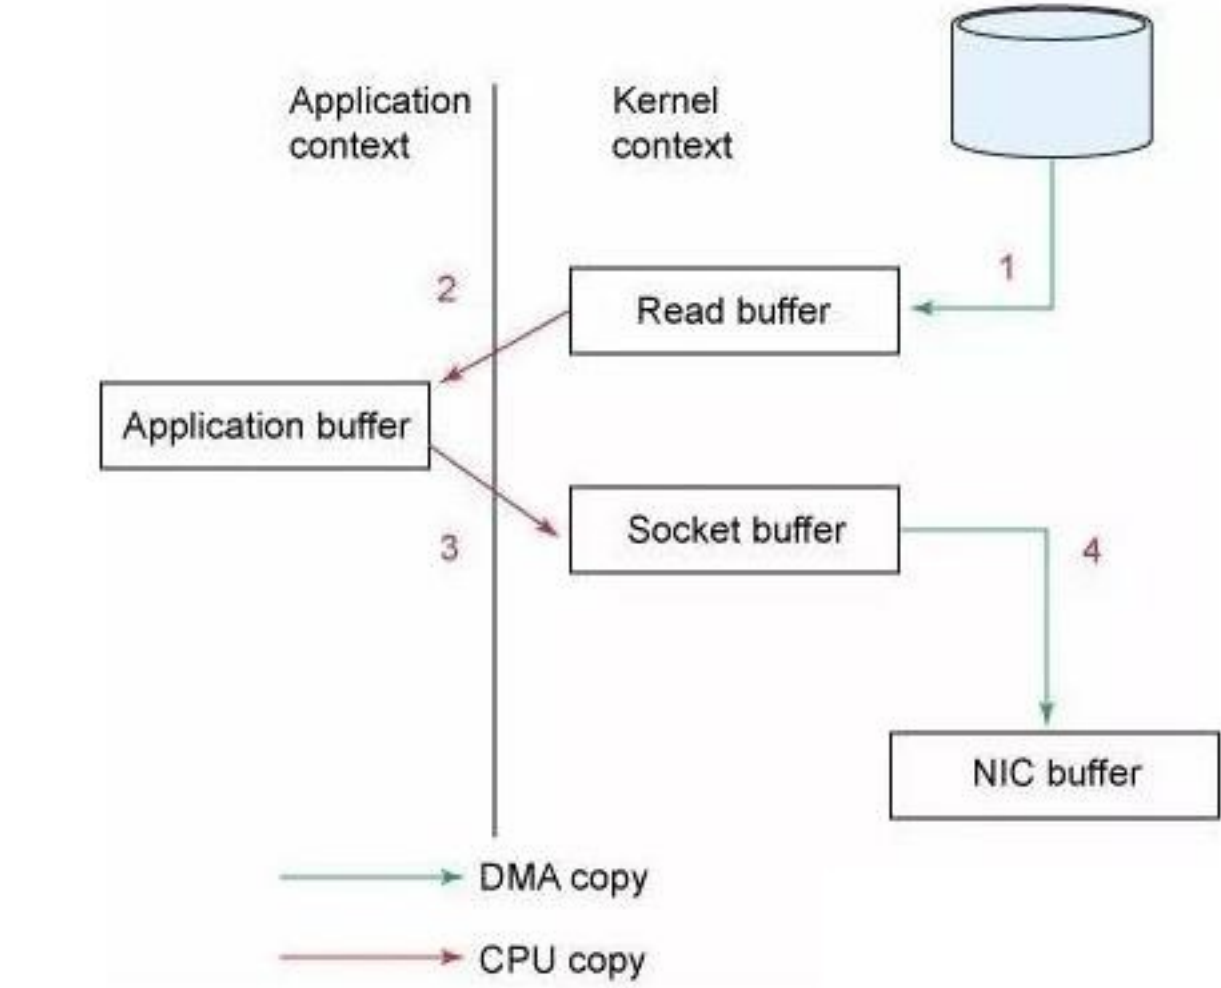 Application
context
Kernel
context
1
2
Read buffer
Application buffer
Socket buffer
3
4
NIC buffer
DMA copy
CPU copy